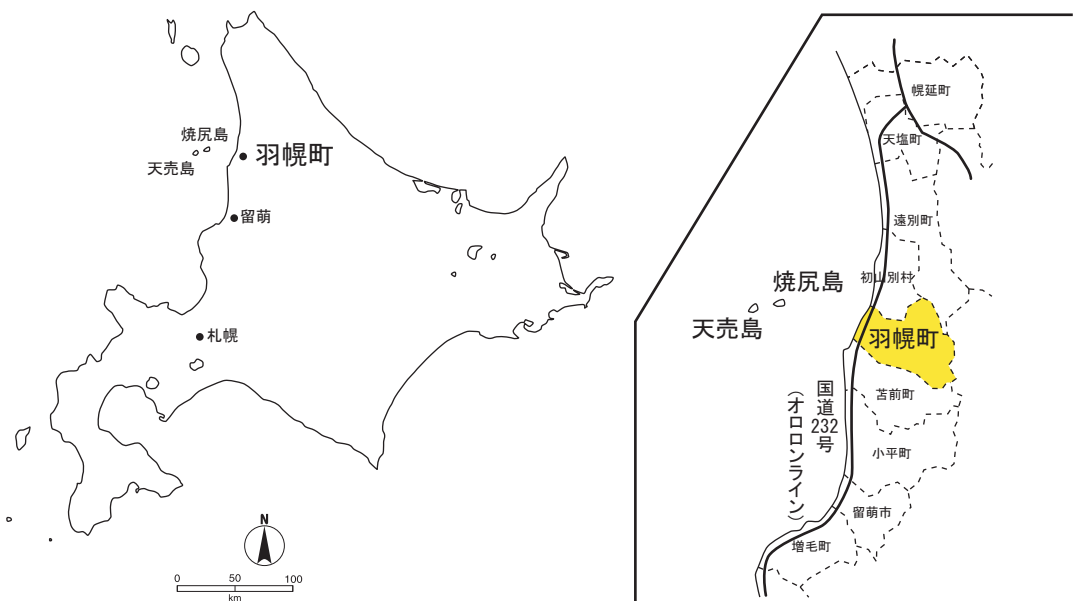 焼尻島
天売島
羽幌町
留萌
札幌
N
0 50 100
km
幌延町
天塩町
遠別町
初山別村
焼尻島
天売島
羽幌町
苫前町
国道232号
（オロロンライン）
小平町
留萌市
増毛町